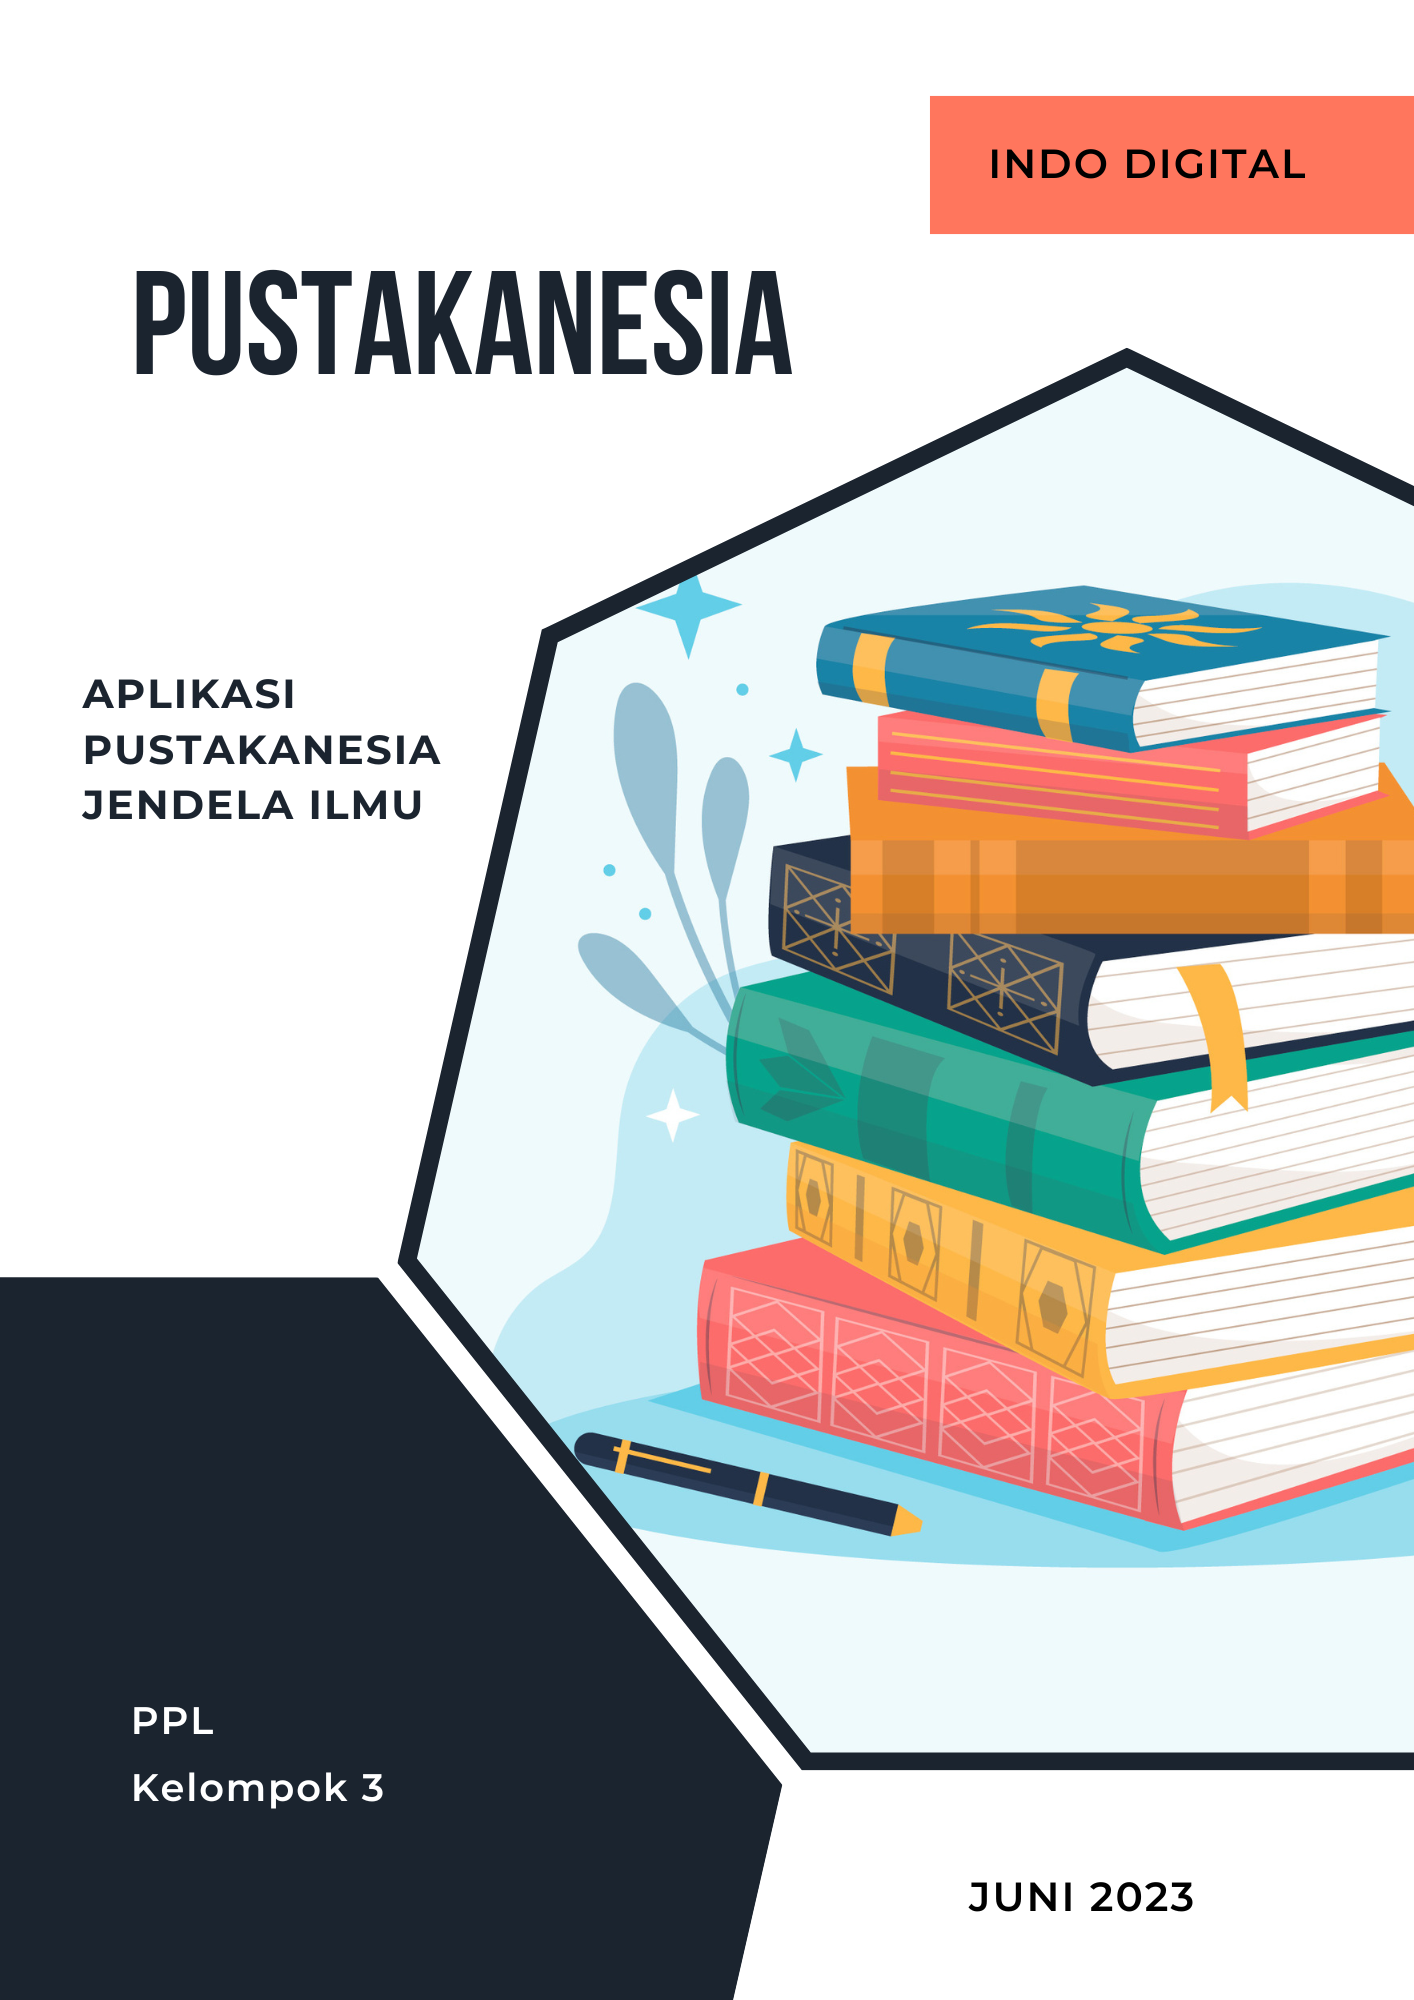 INDO DIGITAL
PUSTAKANESIA
APLIKASI
PUSTAKANESIA
JENDELA ILMU
PPL
Kelompok 3
JUNI 2023